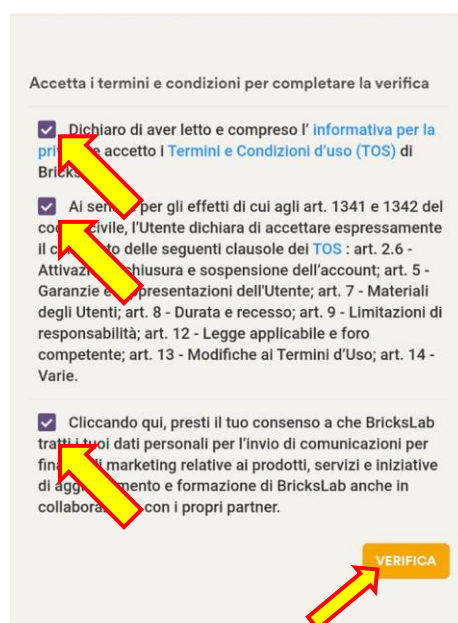 Accetta i termini e condizioni per completare la verifica
Dichiaro di aver letto e compreso l' informativa per la
e accetto i Termini e Condizioni d'uso (TOS) di
Ai per gli effetti di cui agli art. 1341 e 1342 del
civile, l'Utente dichiara di accettare espressamente
il delle seguenti clausole dei TOS : art. 2.6 -
chiusura e sospensione dell'account; art. 5 -
Garanzie dell'Utente; art. 7 - Materiali
degli Utenti; art. 8 - Durata e recesso; art. 9 - Limitazioni di
responsabilità; art. 12 - Legge applicabile e foro
competente; art. 13 - Modifiche ai Termini d'Uso; art. 14 -
Varie.
Cliccando qui, presti il tuo consenso a che BricksLab
tratti i tuoi dati personali per l'invio di comunicazioni per
di marketing relative ai prodotti, servizi e iniziative
di e formazione di BricksLab anche in
con i propri partner.
VERIFICA